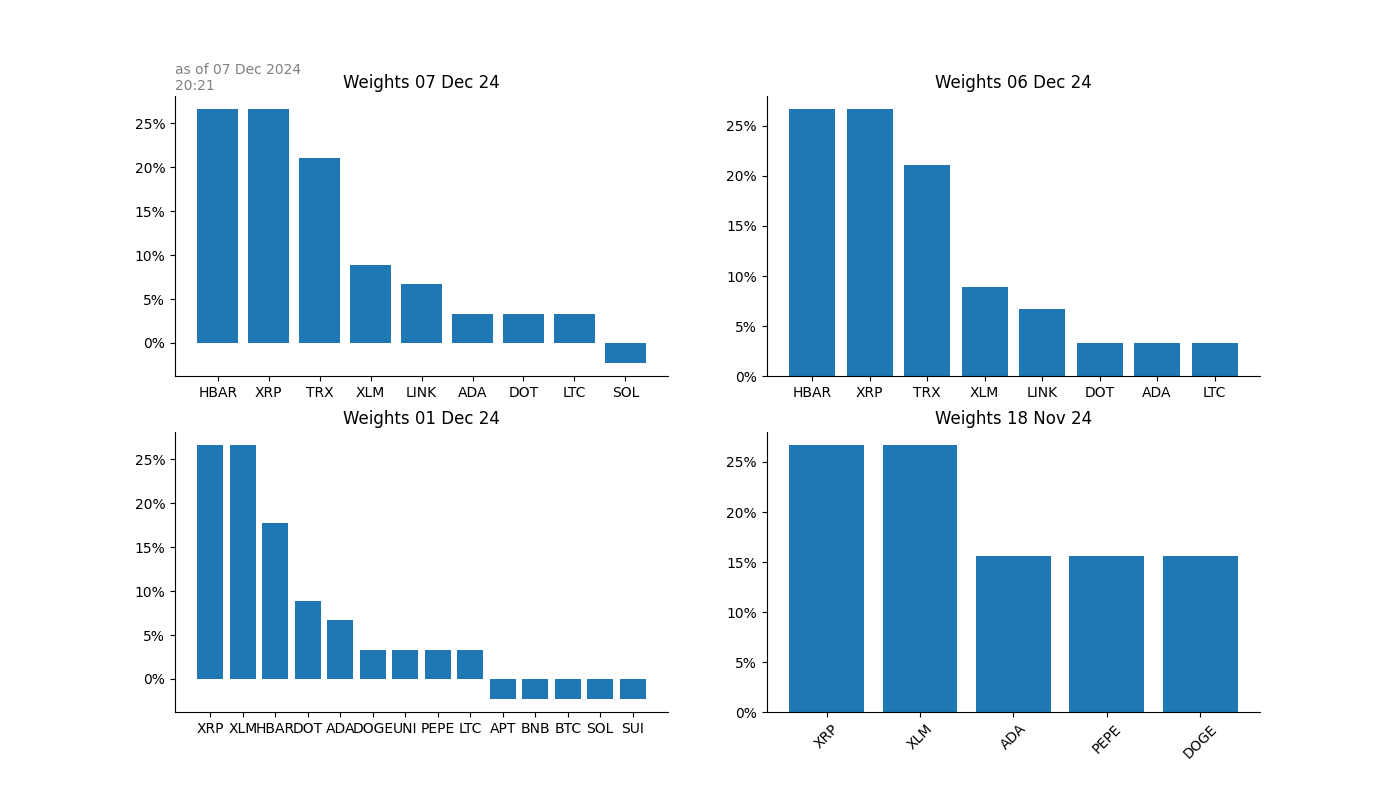 as of 07 Dec 2024
20:21
Weights 07 Dec 24
25%
20%
15%
10%
5%
0%
HBAR XRP TRX XLM LINK ADA DOT LTC SOL
Weights 06 Dec 24
25%
20%
15%
10%
5%
0%
HBAR XRP TRX XLM LINK DOT ADA LTC
Weights 01 Dec 24
25%
20%
15%
10%
5%
0%
XRP XLM HBAR DOT ADA DOGE UNI PEPE LTC APT BNB BTC SOL SUI
Weights 18 Nov 24
25%
20%
15%
10%
5%
0%
XRP XLM ADA PEPE DOGE